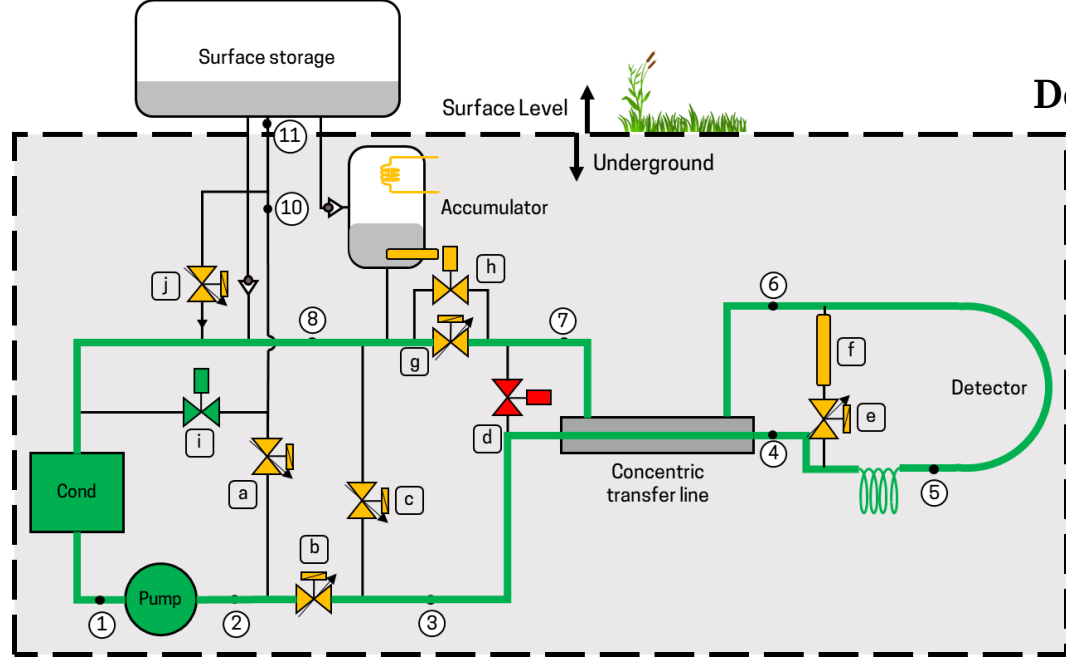 Surface storage
De
Surface Level
11
Underground
10
Accumulator
j
h
6
8
7
g
f
Detector
e
i
d
4
Concentric
transfer line
Cond
a
c
5
b
Pump
1
2
3